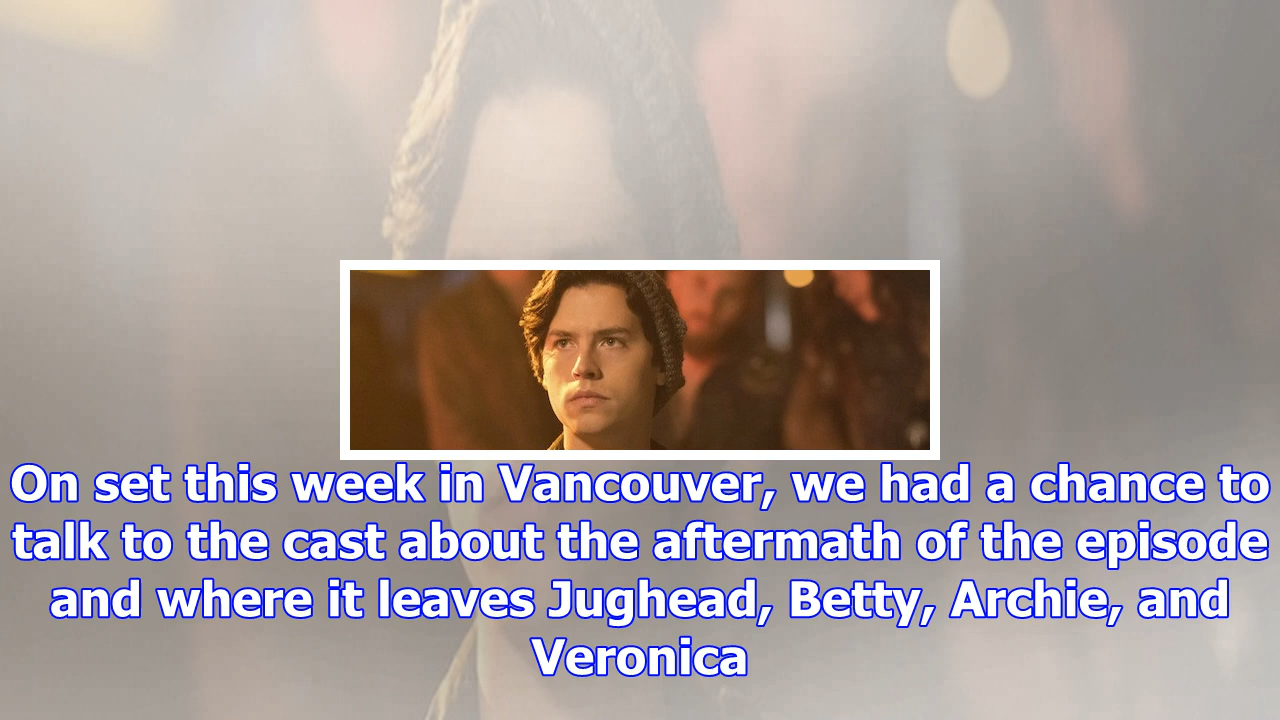 On set this week in Vancouver, we had a chance to
talk to the cast about the aftermath of the episode
and where it leaves Jughead, Betty, Archie, and
Veronica